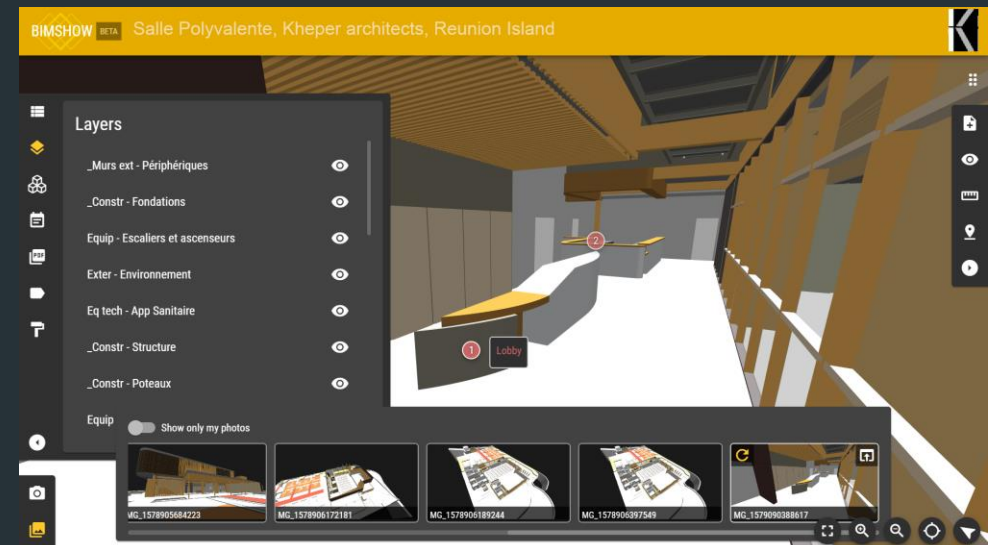 BIMSHOW BETA Salle Polyvalente, Kheper architects, Reunion Island
Layers
_Murs ext - Périphériques
_Constr - Fondations
Equip - Escaliers et ascenseurs
Exter - Environnement
Eq tech - App Sanitaire
_Constr - Structure
_Constr - Poteaux
Equip
PDF
2
1 Lobby
Show only my photos
MG_1578905684223
MG_1578906172181
MG_1578906189244
MG_1578906397549
MG_1579090388617